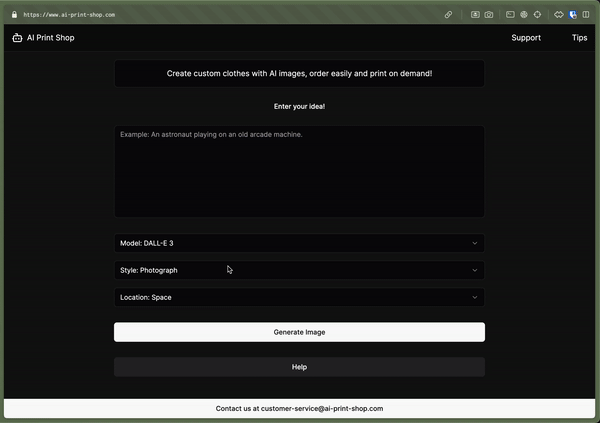 https://www.ai-print-shop.com
AI Print Shop
Support
Tips
Create custom clothes with AI images, order easily and print on demand!
Enter your idea!
Example: An astronaut playing on an old arcade machine.
Model: DALL-E 3
Style: Photograph
Location: Space
Generate Image
Help
Contact us at customer-service@ai-print-shop.com